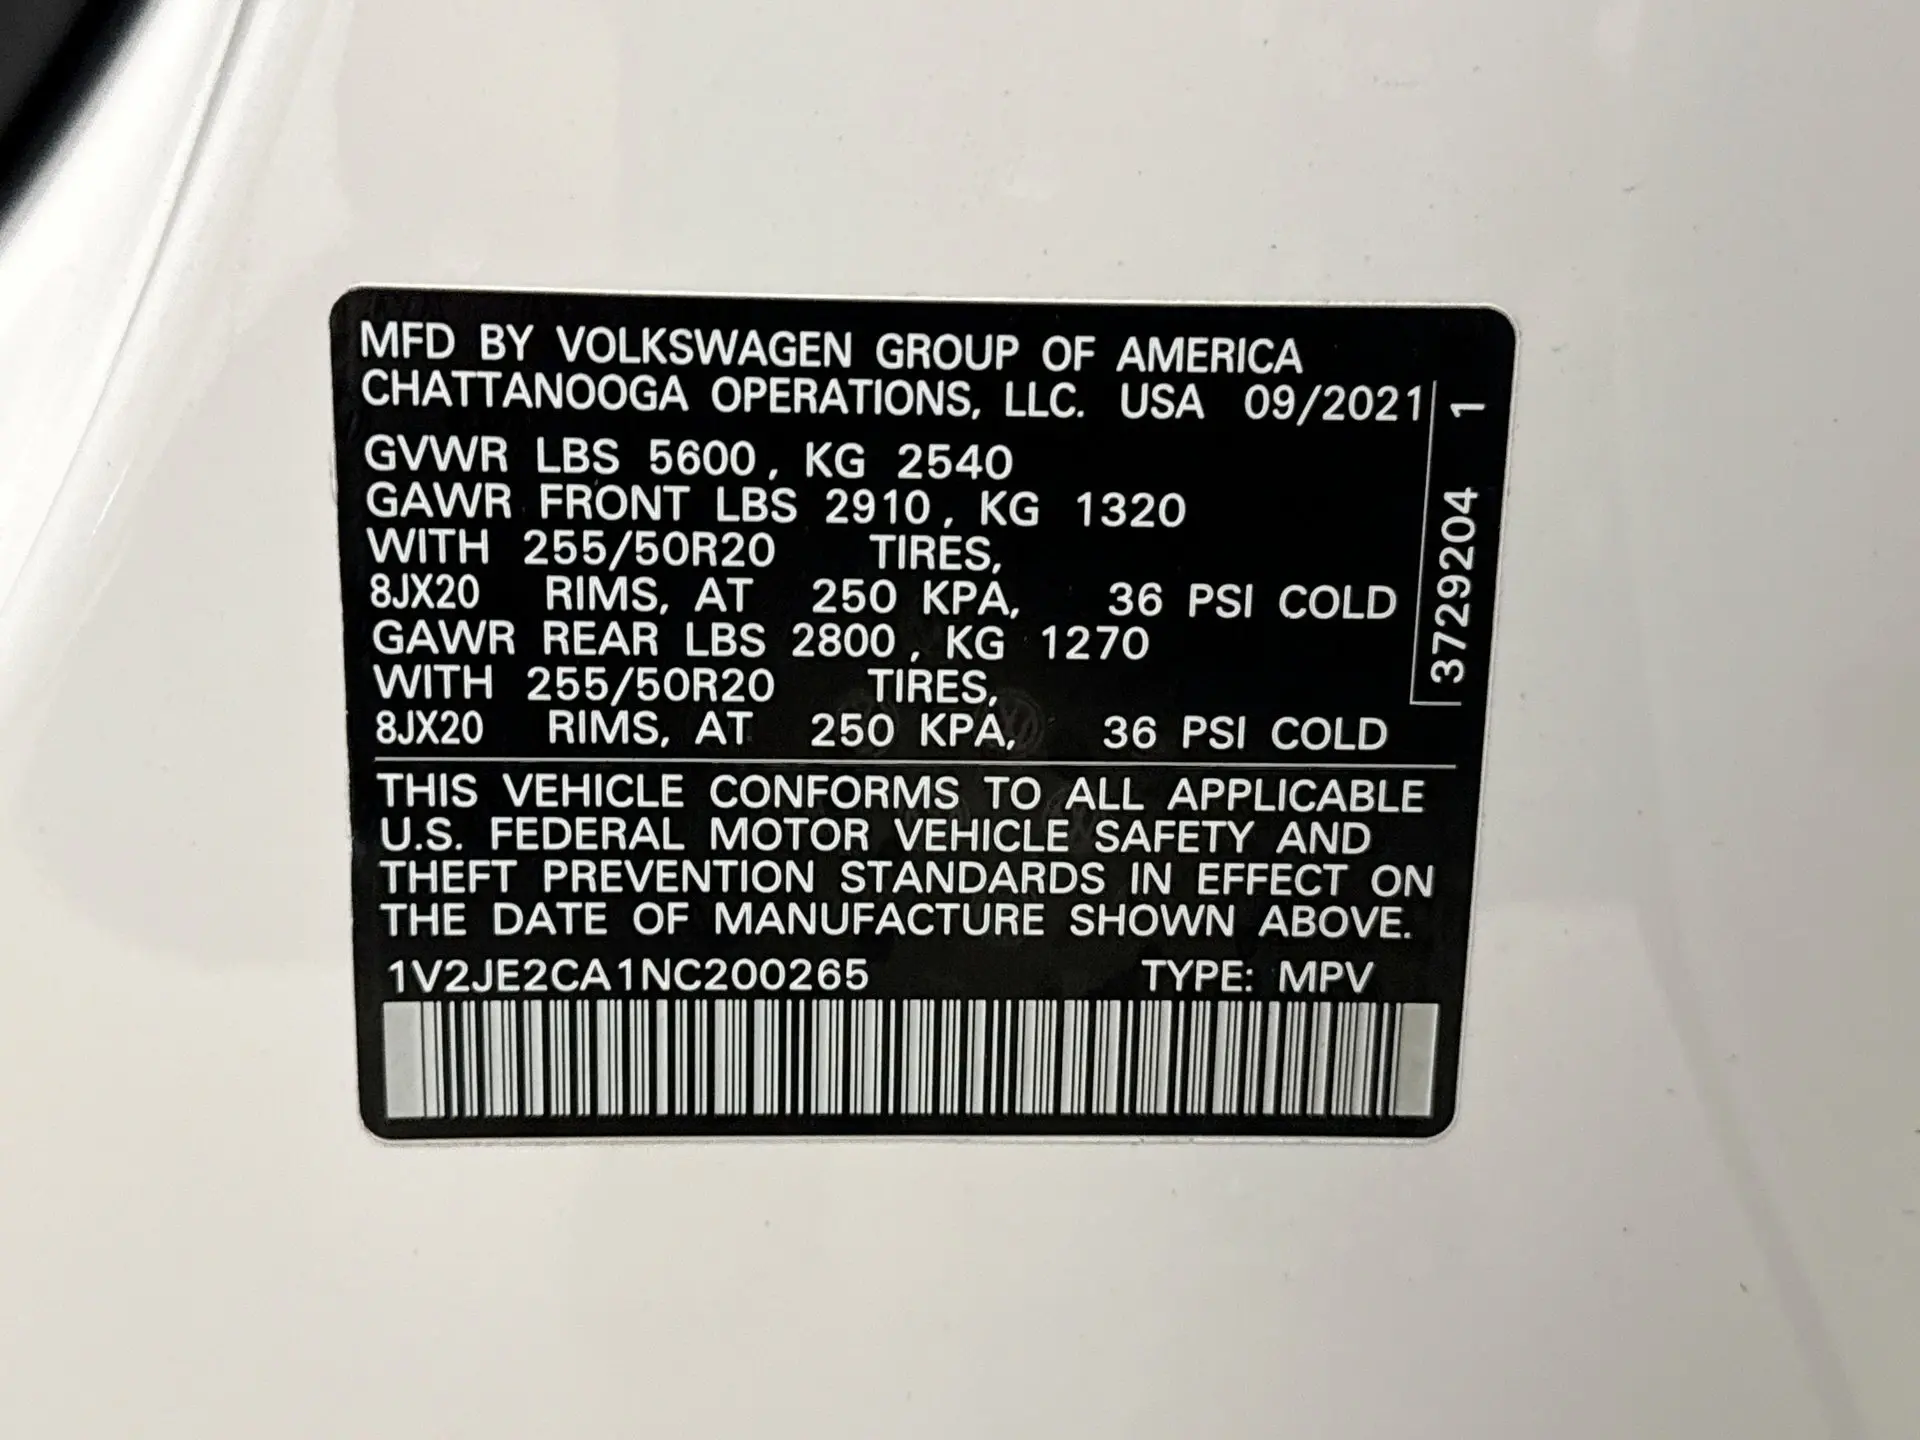 MFD BY VOLKSWAGEN GROUP OF AMERICA
CHATTANOOGA OPERATIONS, LLC. USA 09/2021
GVWR LBS 5600, KG 2540
GAWR FRONT LBS 2910, KG 1320
WITH 255/50R20 TIRES,
8JX20 RIMS, AT 250 KPA, 36 PSI COLD
GAWR REAR LBS 2800, KG 1270
WITH 255/50R20 TIRES,
8JX20 RIMS, AT 250 KPA, 36 PSI COLD
3729204 1
THIS VEHICLE CONFORMS TO ALL APPLICABLE
U.S. FEDERAL MOTOR VEHICLE SAFETY AND
THEFT PREVENTION STANDARDS IN EFFECT ON
THE DATE OF MANUFACTURE SHOWN ABOVE.
1V2JE2CA1NC200265 TYPE: MPV